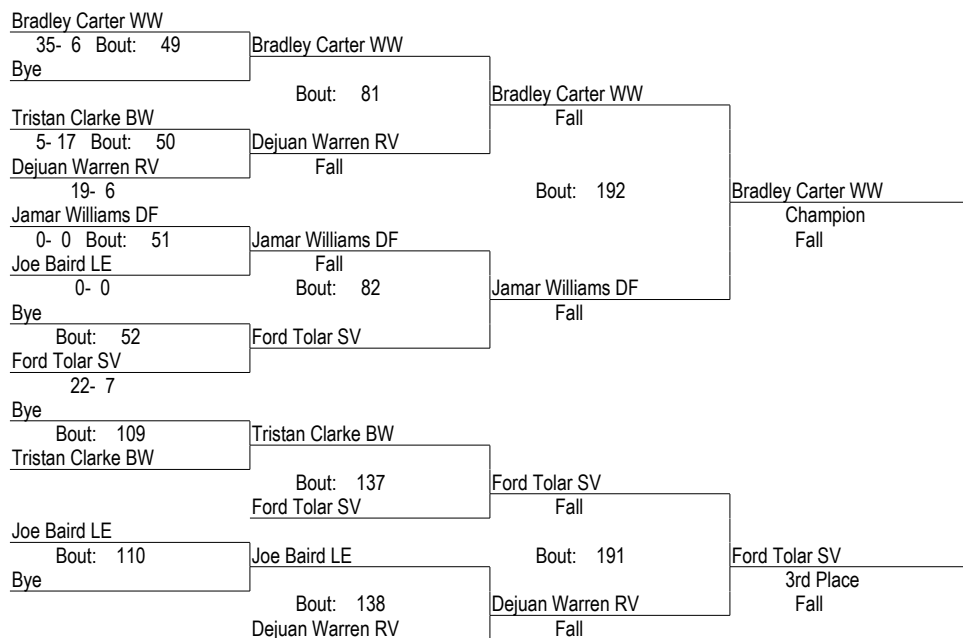 Bradley Carter WW
35- 6 Bout: 49 Bradley Carter WW
Bye
Bout: 81 Bradley Carter WW
Tristan Clarke BW Fall
5- 17 Bout: 50 Dejuan Warren RV
Dejuan Warren RV Fall
19- 6 Bout: 192 Bradley Carter WW
Jamar Williams DF Champion
0- 0 Bout: 51 Jamar Williams DF Fall
Joe Baird LE Fall
0- 0 Bout: 82 Jamar Williams DF
Bye Fall
Bout: 52 Ford Tolar SV
Ford Tolar SV
22- 7
Bye
Bout: 109 Tristan Clarke BW
Tristan Clarke BW
Bout: 137 Ford Tolar SV
Ford Tolar SV Fall
Joe Baird LE
Bout: 110 Joe Baird LE Bout: 191 Ford Tolar SV
Bye 3rd Place
Bout: 138 Dejuan Warren RV Fall
Dejuan Warren RV Fall